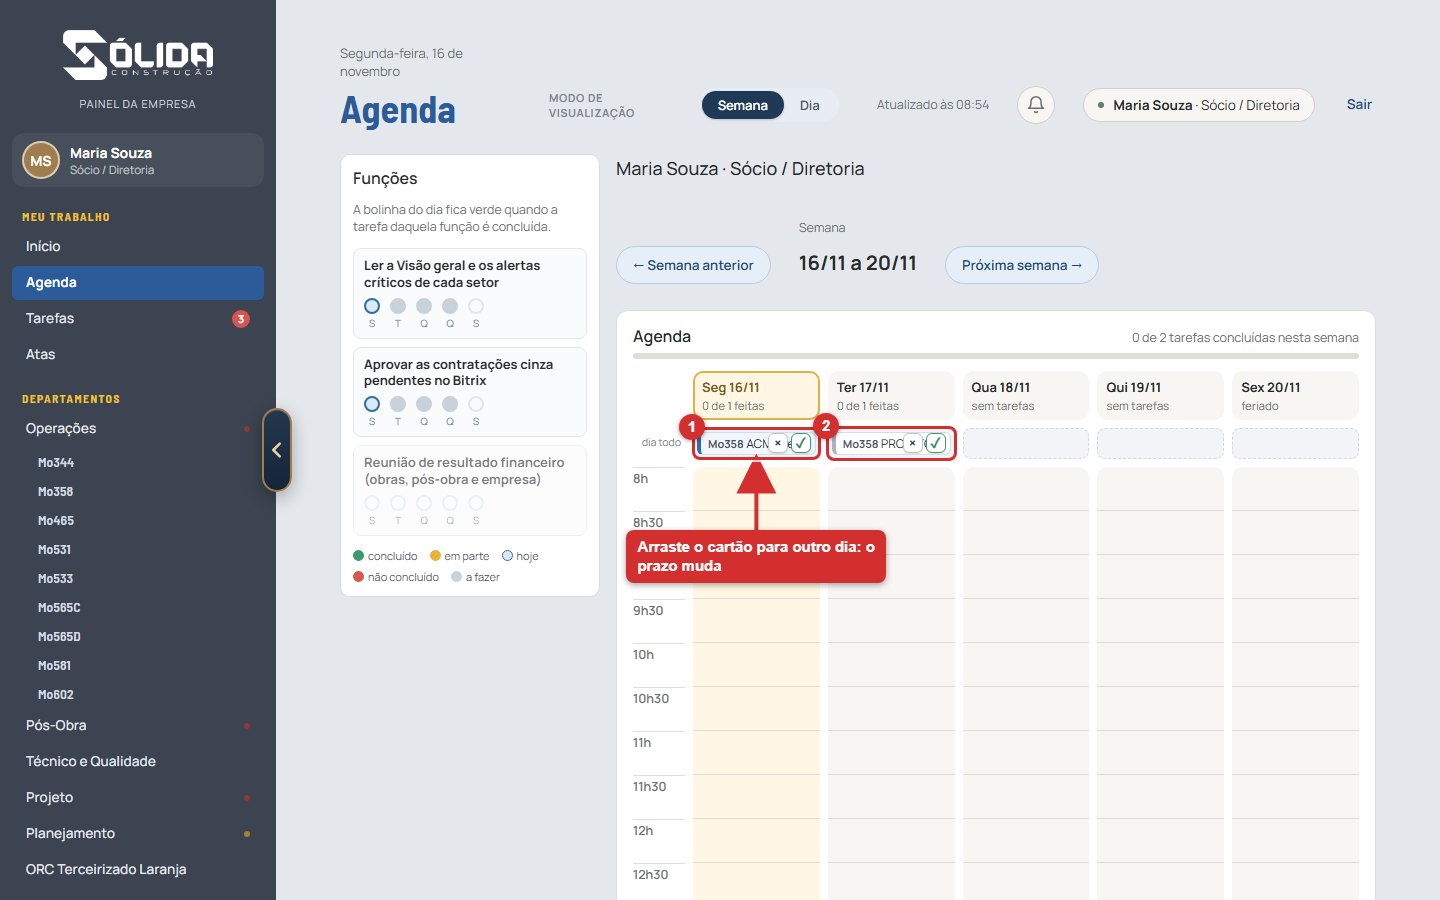 SÓLIDA
CONSTRUÇÃO
PAINEL DA EMPRESA
MS
Maria Souza
Sócio / Diretoria
MEU TRABALHO
Início
Agenda
Tarefas
3
Atas
DEPARTAMENTOS
Operações
Mo344
Mo358
Mo465
Mo531
Mo533
Mo565C
Mo565D
Mo581
Mo602
Pós-Obra
Técnico e Qualidade
Projeto
Planejamento
ORC Terceirizado Laranja
Segunda-feira, 16 de
novembro
Agenda
MODO DE
VISUALIZAÇÃO
Semana
Dia
Atualizado às 08:54
Maria Souza · Sócio / Diretoria
Sair
Funções
A bolinha do dia fica verde quando a
tarefa daquela função é concluída.
Ler a Visão geral e os alertas
críticos de cada setor
S T Q Q S
Aprovar as contratações cinza
pendentes no Bitrix
S T Q Q S
Reunião de resultado financeiro
(obras, pós-obra e empresa)
S T Q Q S
concluído em parte hoje
não concluído a fazer
Maria Souza · Sócio / Diretoria
Semana
← Semana anterior
16/11 a 20/11
Próxima semana →
Agenda
0 de 2 tarefas concluídas nesta semana
Seg 16/11
0 de 1 feitas
Ter 17/11
0 de 1 feitas
Qua 18/11
sem tarefas
Qui 19/11
sem tarefas
Sex 20/11
feriado
1
2
dia todo
Mo358
× ✓
Mo358
× ✓
8h
8h30
Arraste o cartão para outro dia: o
prazo muda
9h30
10h
10h30
11h
11h30
12h
12h30